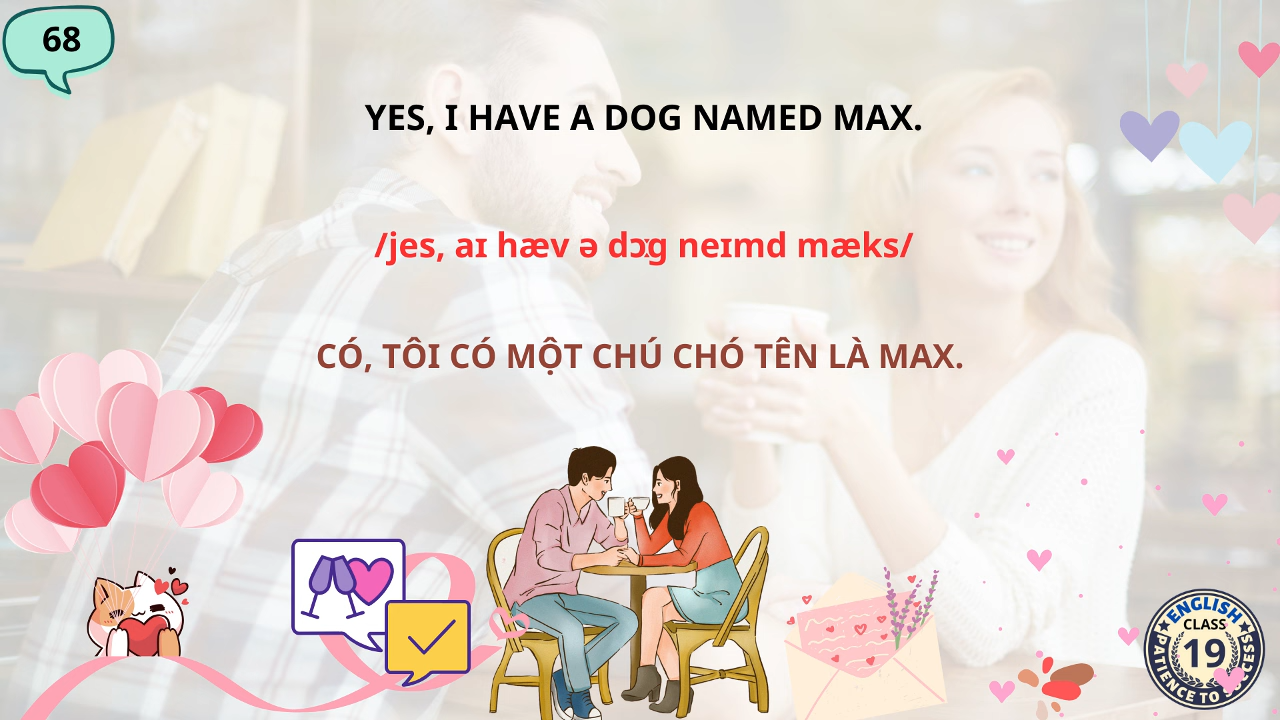 68
YES, I HAVE A DOG NAMED MAX.
/jes, aɪ hæv ə dɔg neɪmd mæks/
CÓ, TÔI CÓ MỘT CHÚ CHÓ TÊN LÀ MAX.
ENGLISH
CLASS
19
PATIENCE TO SUCCESS